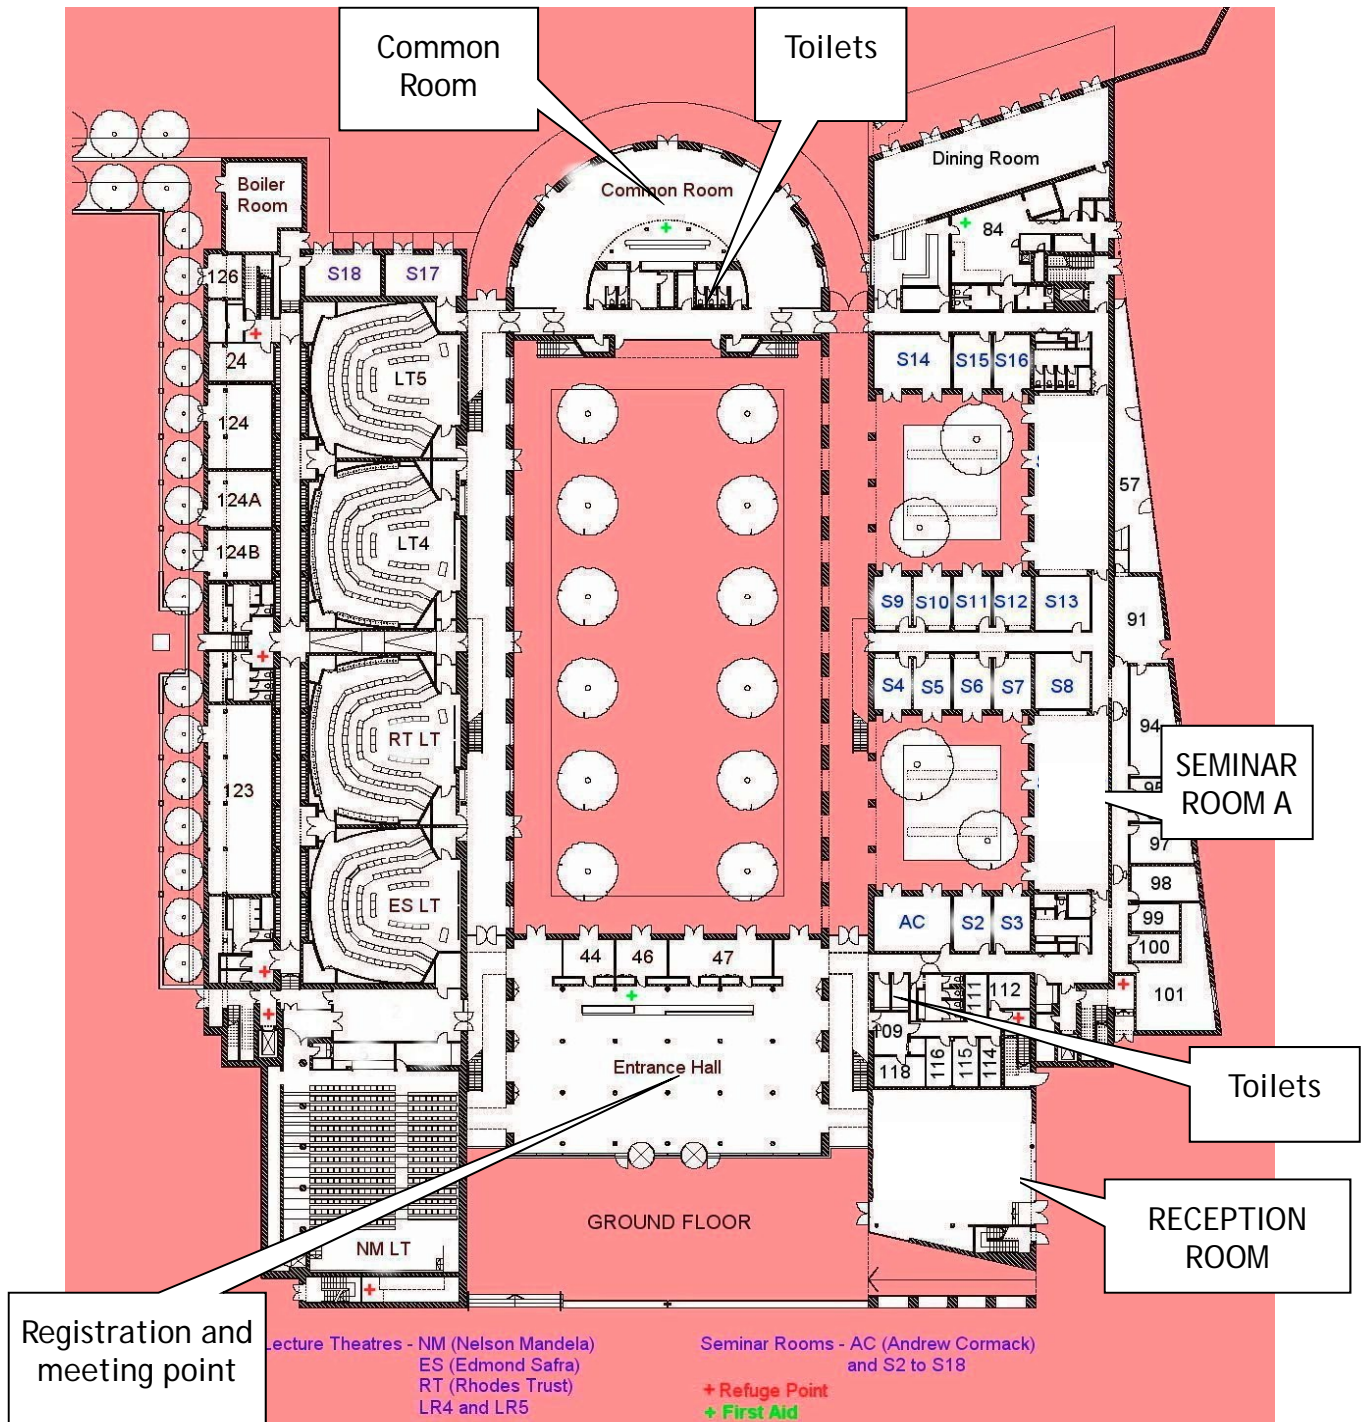 Common
Room
Toilets
Dining Room
Boiler
Room
Common Room
84
126
S18
S17
24
LT5
S14
S15
S16
124
57
124A
LT4
124B
S9
S10
S11
S12
S13
91
S4
S5
S6
S7
S8
94
RT LT
SEMINAR
ROOM A
123
95
97
98
ES LT
AC
S2
S3
99
44
46
47
100
111
112
101
109
Entrance Hall
118
116
115
114
Toilets
RECEPTION
ROOM
GROUND FLOOR
NM LT
Registration and
meeting point
Lecture Theatres - NM (Nelson Mandela)
ES (Edmond Safra)
RT (Rhodes Trust)
LR4 and LR5
Seminar Rooms - AC (Andrew Cormack)
and S2 to S18
+ Refuge Point
+ First Aid